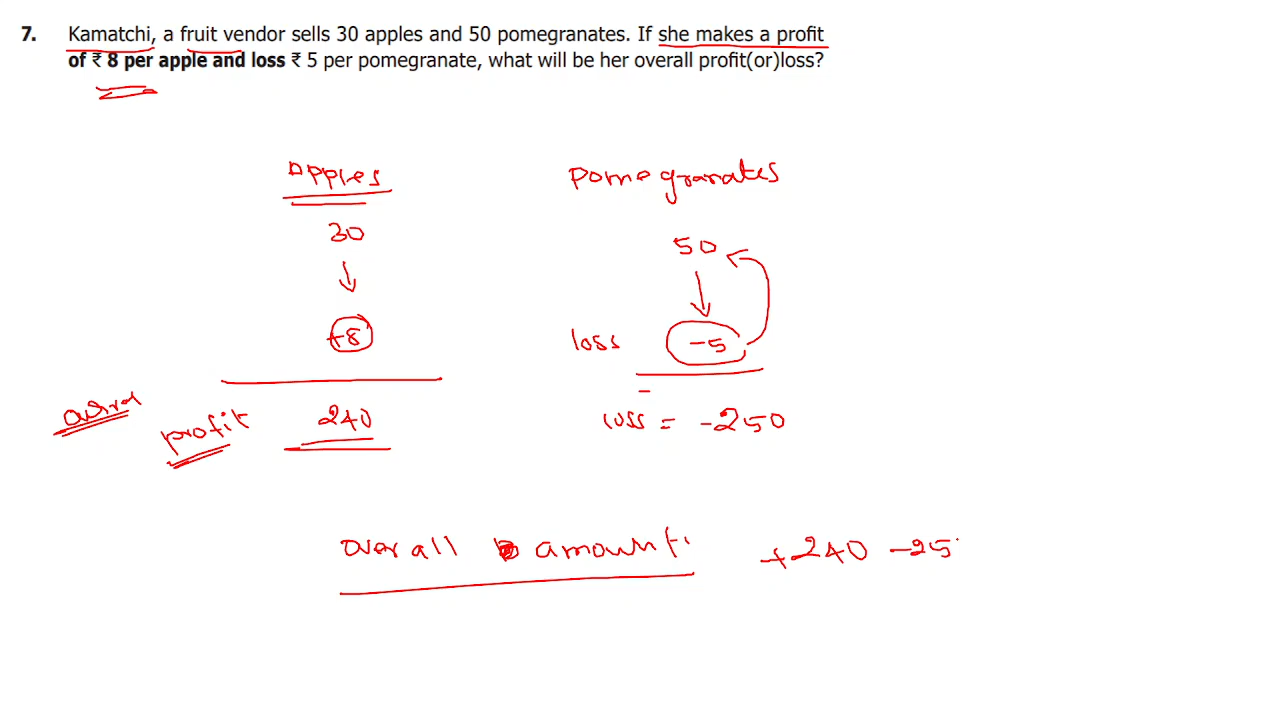 7. Kamatchi, a fruit vendor sells 30 apples and 50 pomegranates. If she makes a profit
of ₹ 8 per apple and loss ₹ 5 per pomegranate, what will be her overall profit(or)loss?
Apples pomegranates
30 50
+8 loss -5
profit 240 loss = -250
overall amount. +240 -25